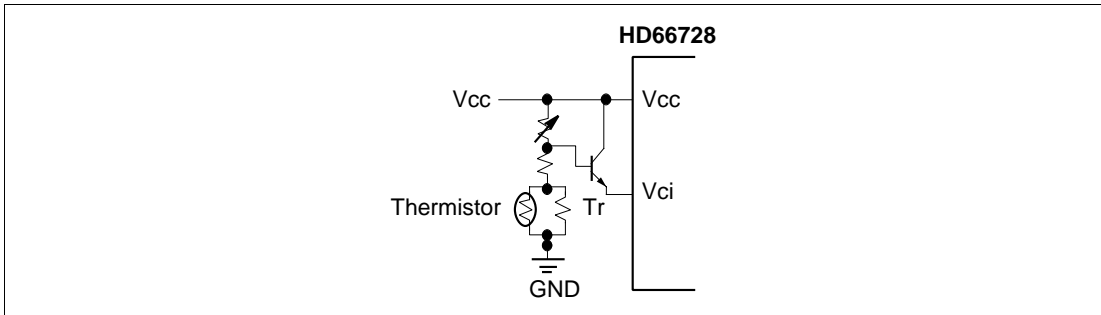 HD66728
Vcc
Vcc
Vci
Thermistor
Tr
GND